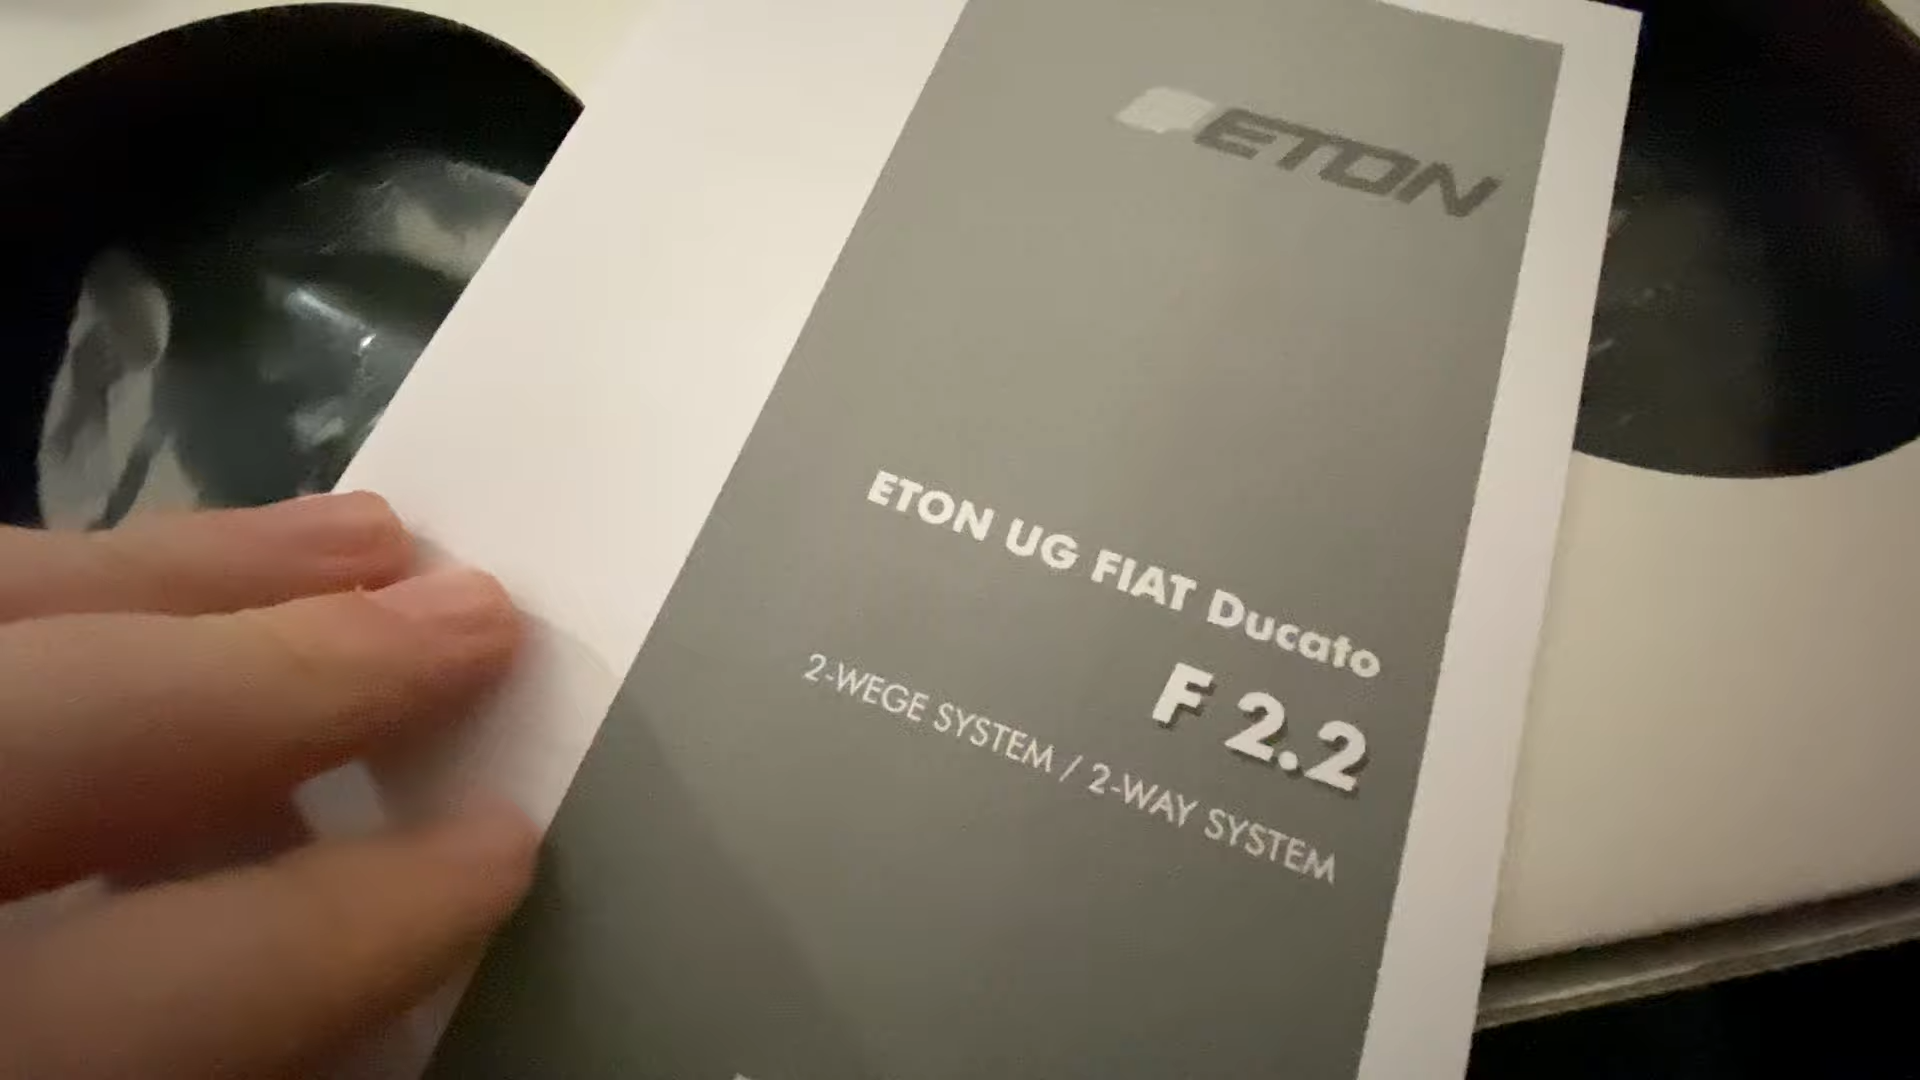 ETON
ETON UG FIAT Ducato
F 2.2
2-WEGE SYSTEM / 2-WAY SYSTEM